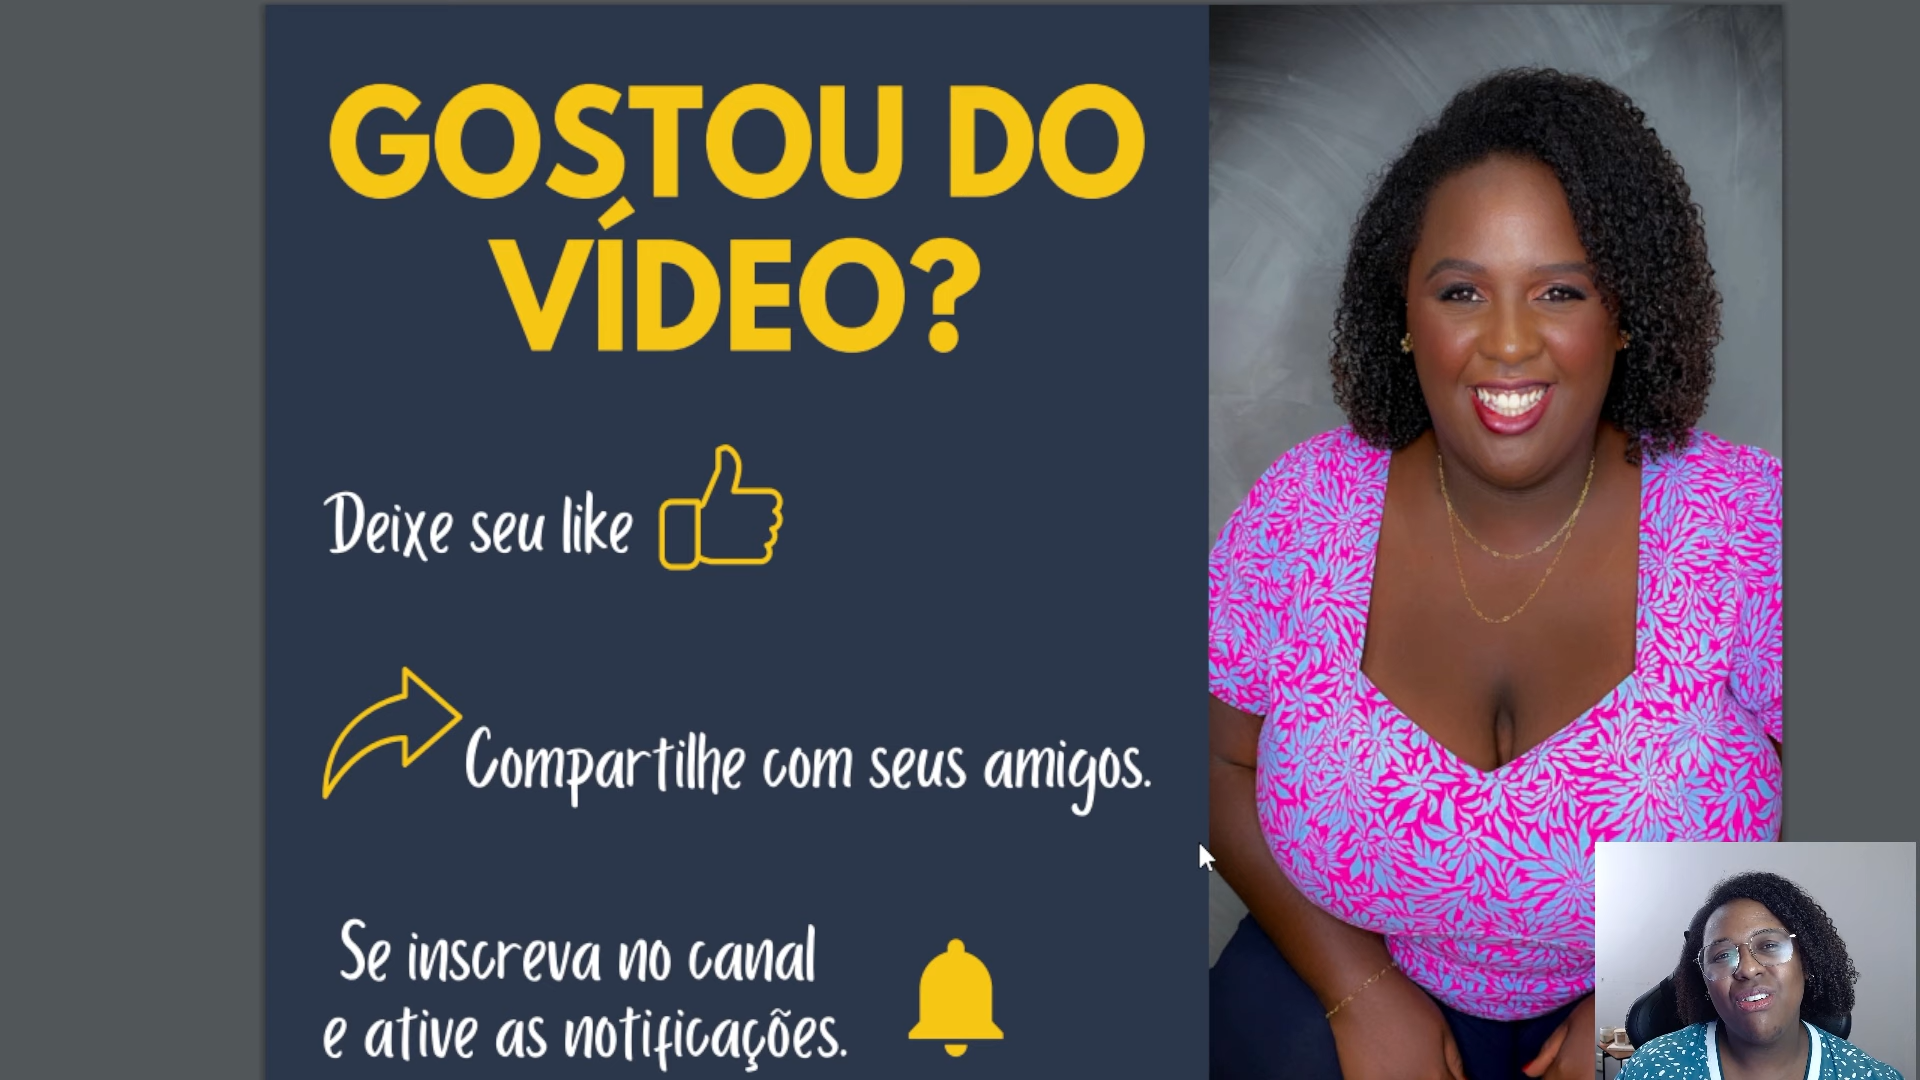 GOSTOU DO
VÍDEO?
Deixe seu like
Compartilhe com seus amigos.
Se inscreva no canal
e ative as notificações.